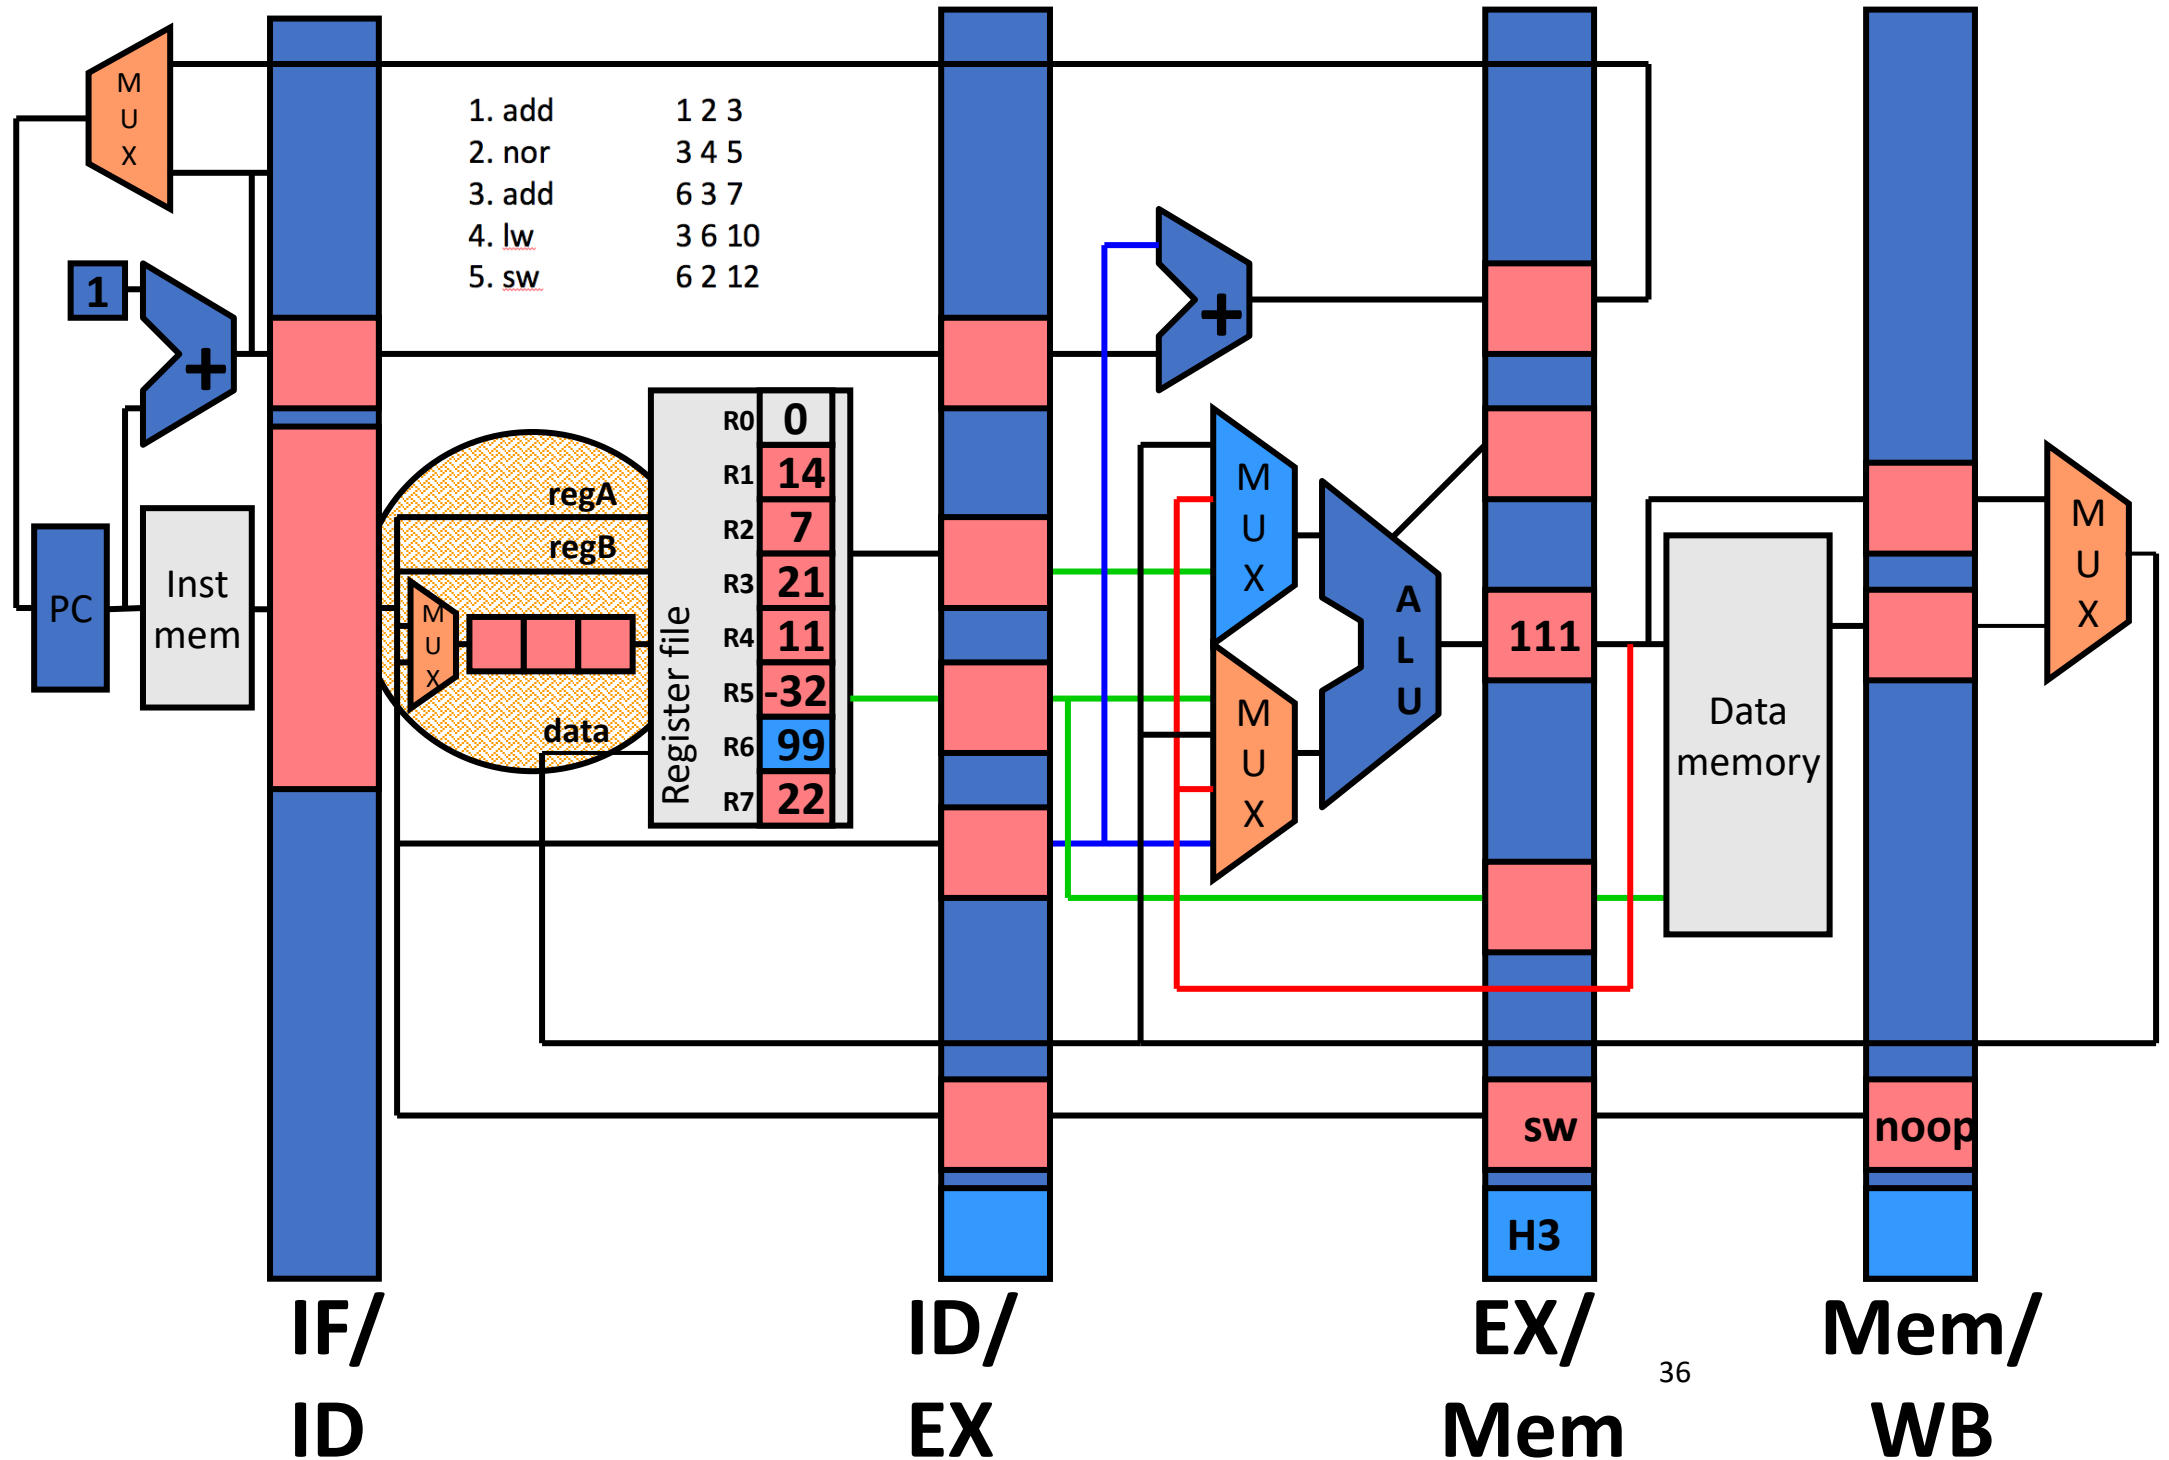 M
U
X
1. add 1 2 3
2. nor 3 4 5
3. add 6 3 7
4. lw 3 6 10
5. sw 6 2 12
1
+
+
PC
Inst
mem
regA
regB
M
U
X
data
Register file
R0 0
R1 14
R2 7
R3 21
R4 11
R5 -32
R6 99
R7 22
M
U
X
M
U
X
A
L
U
111
Data
memory
M
U
X
sw
noop
H3
IF/
ID
ID/
EX
EX/
Mem
36
Mem/
WB